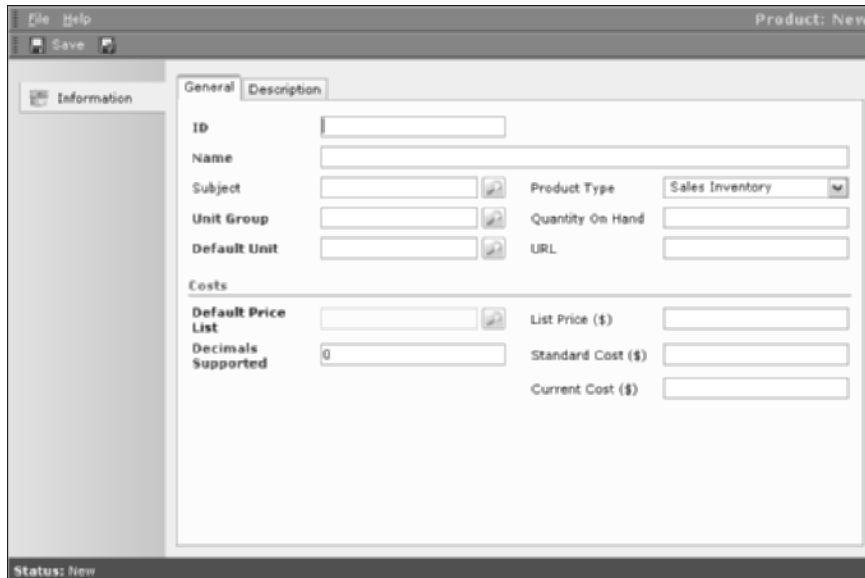 File Help Product: New
Save
Information
General Description
ID
Name
Subject Product Type Sales Inventory
Unit Group Quantity On Hand
Default Unit URL
Costs
Default Price
List List Price ($)
Decimals
Supported 0 Standard Cost ($)
Current Cost ($)
Status: New